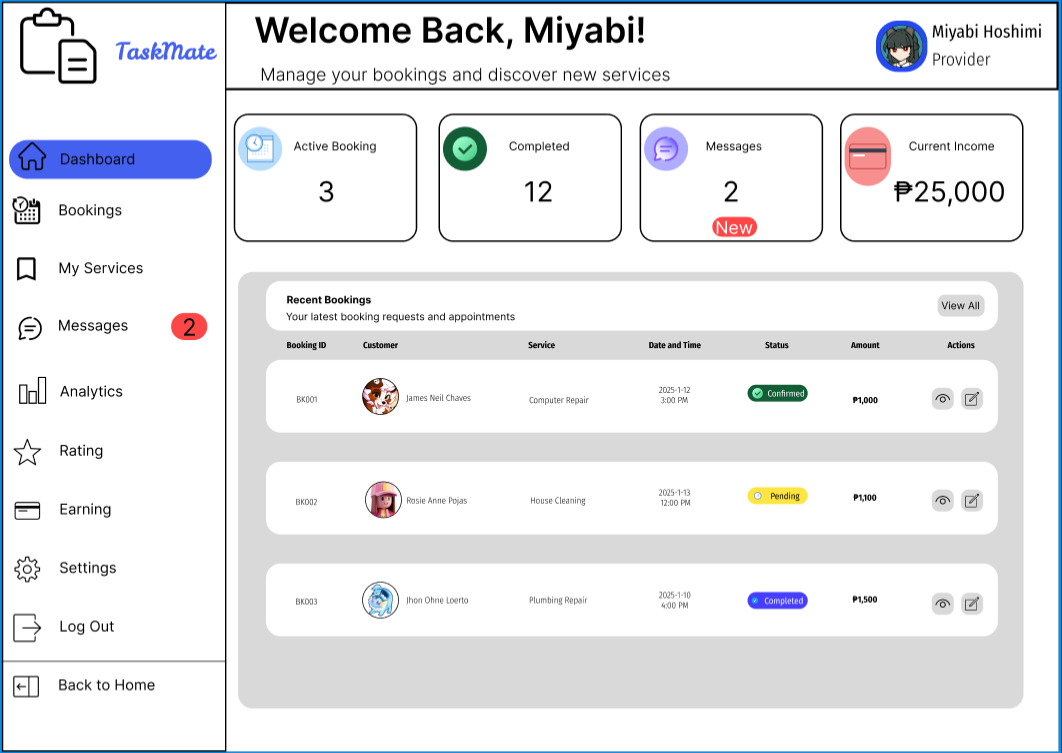 TaskMate
Welcome Back, Miyabi!
Manage your bookings and discover new services
Miyabi Hoshimi
Provider
Dashboard
Bookings
My Services
Messages 2
Analytics
Rating
Earning
Settings
Log Out
Back to Home
Active Booking
3
Completed
12
Messages
2
New
Current Income
₱25,000
Recent Bookings
Your latest booking requests and appointments
View All
Booking ID Customer Service Date and Time Status Amount Actions
BK001 James Neil Chaves Computer Repair 2025-1-12 Confirmed ₱1,000
3:00 PM
BK002 Rosie Anne Pojas House Cleaning 2025-1-13 Pending ₱1,100
12:00 PM
BK003 Jhon Ohne Loerto Plumbing Repair 2025-1-10 Completed ₱1,500
4:00 PM